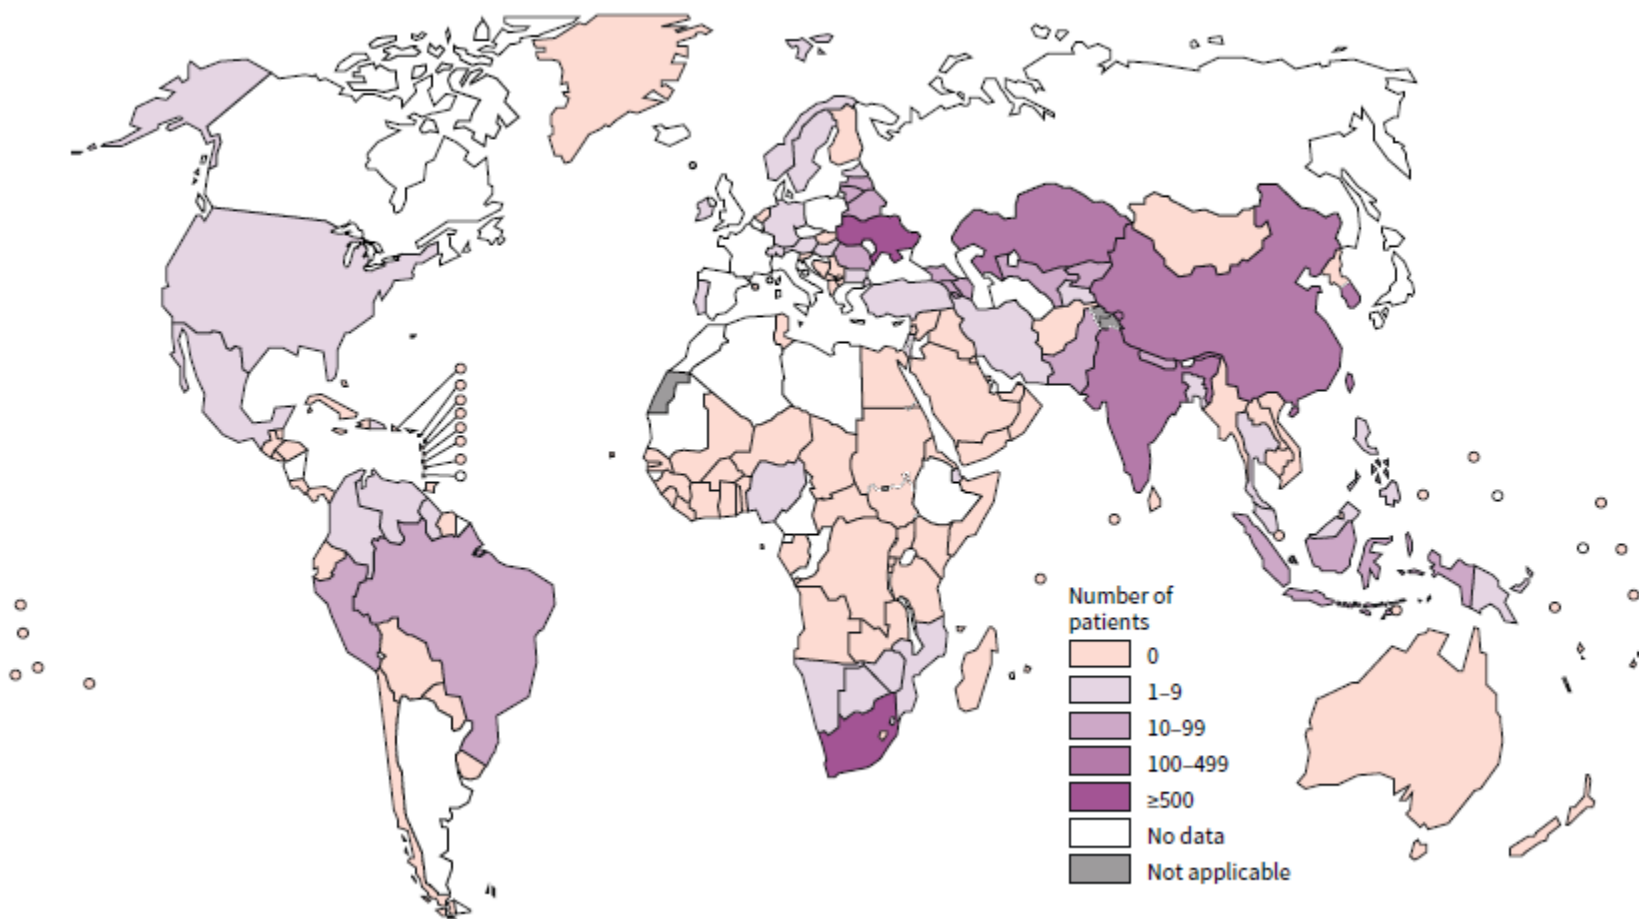 Number of
patients
0
1–9
10–99
100–499
≥500
No data
Not applicable